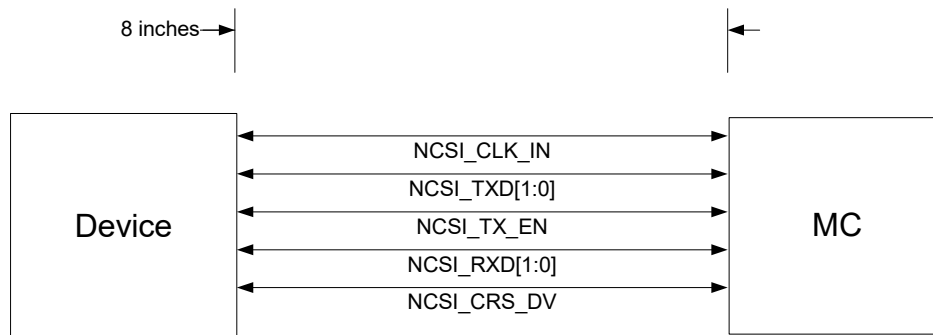 8 inches
NCSI_CLK_IN
NCSI_TXD[1:0]
Device
NCSI_TX_EN
MC
NCSI_RXD[1:0]
NCSI_CRS_DV